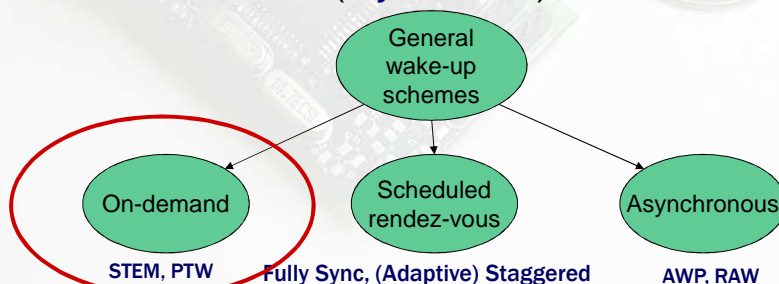 General
wake-up
schemes
On-demand
Scheduled
rendez-vous
Asynchronous
STEM, PTW
Fully Sync, (Adaptive) Staggered
AWP, RAW